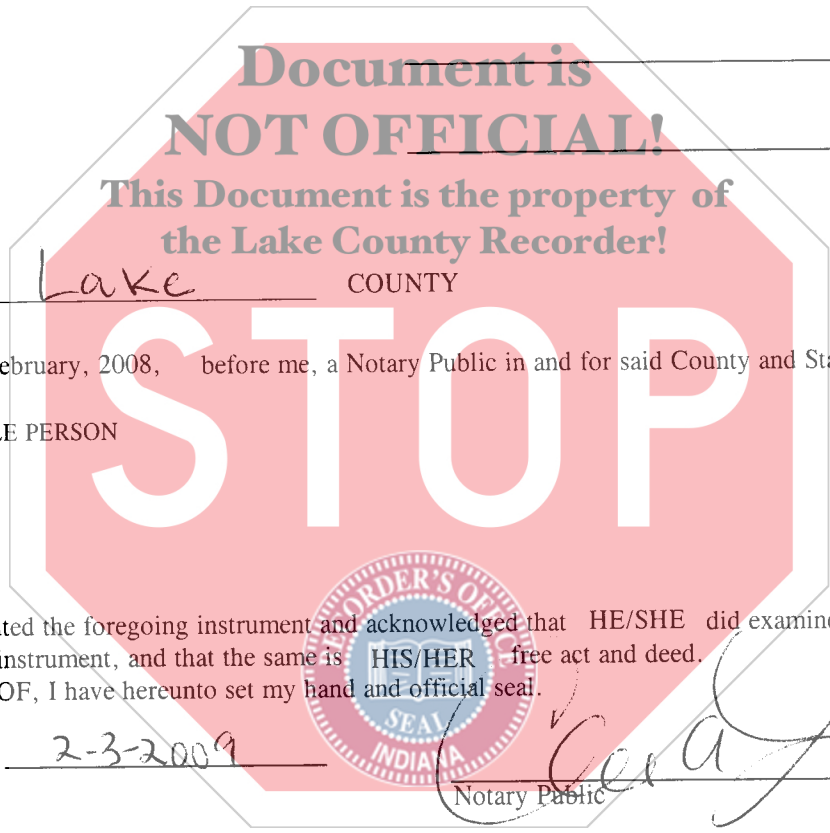 Document is
NOT OFFICIAL!
This Document is the property of
the Lake County Recorder!
Lake COUNTY
ebruary, 2008, before me, a Notary Public in and for said County and Sta
LE PERSON
STOP
ted the foregoing instrument and acknowledged that HE/SHE did examine
instrument, and that the same is HIS/HER free act and deed.
OF, I have hereunto set my hand and official seal.
RECORDER'S OFFICE
SEAL
INDIANA
2-3-2009
Notary Public